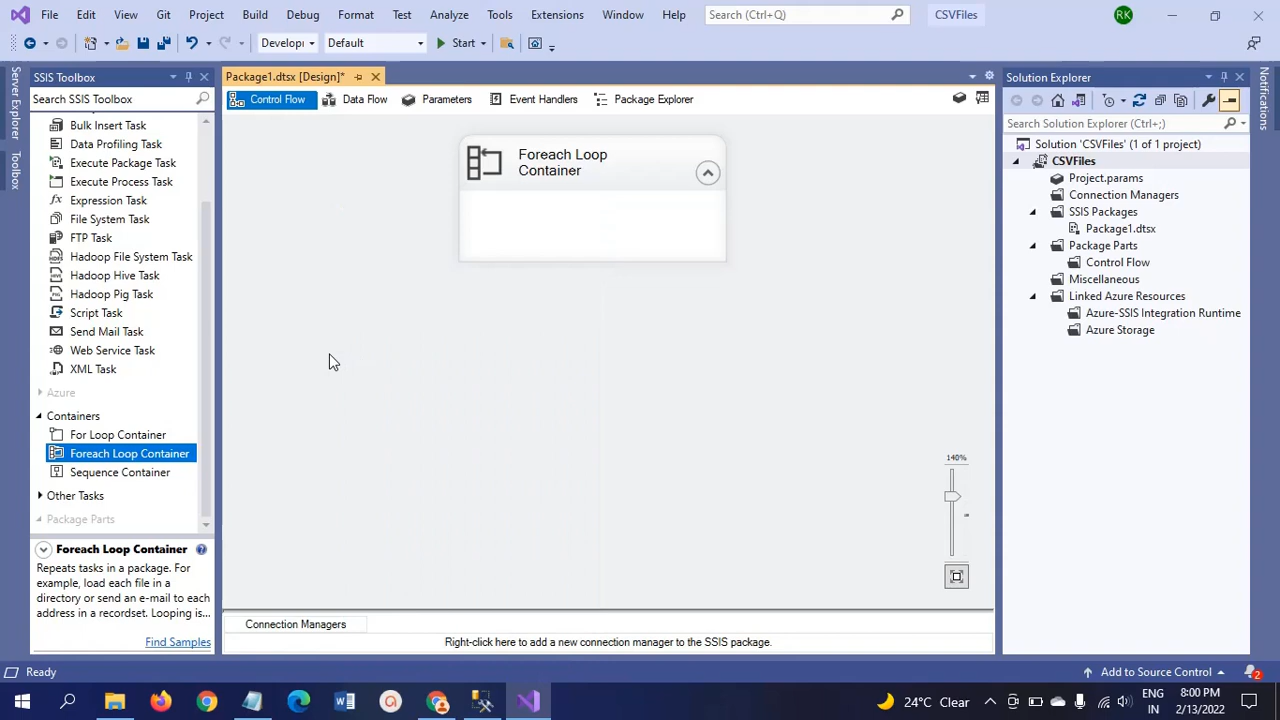 File Edit View Git Project Build Debug Format Test Analyze Tools Extensions Window Help Search (Ctrl+Q) CSVFiles RK
Developi Default Start
Server Explorer
Toolbox
SSIS Toolbox
Search SSIS Toolbox
Bulk Insert Task
Data Profiling Task
Execute Package Task
Execute Process Task
Expression Task
File System Task
FTP Task
Hadoop File System Task
Hadoop Hive Task
Hadoop Pig Task
Script Task
Send Mail Task
Web Service Task
XML Task
Azure
Containers
For Loop Container
Foreach Loop Container
Sequence Container
Other Tasks
Package Parts
Foreach Loop Container
Repeats tasks in a package. For
example, load each file in a
directory or send an e-mail to each
address in a recordset. Looping is...
Find Samples
Package1.dtsx [Design]*
Control Flow Data Flow Parameters Event Handlers Package Explorer
Foreach Loop
Container
140%
Connection Managers
Right-click here to add a new connection manager to the SSIS package.
Solution Explorer
Search Solution Explorer (Ctrl+;)
Solution 'CSVFiles' (1 of 1 project)
CSVFiles
Project.params
Connection Managers
SSIS Packages
Package1.dtsx
Package Parts
Control Flow
Miscellaneous
Linked Azure Resources
Azure-SSIS Integration Runtime
Azure Storage
Notifications
Ready Add to Source Control 2
24°C Clear
ENG
IN
8:00 PM
2/13/2022